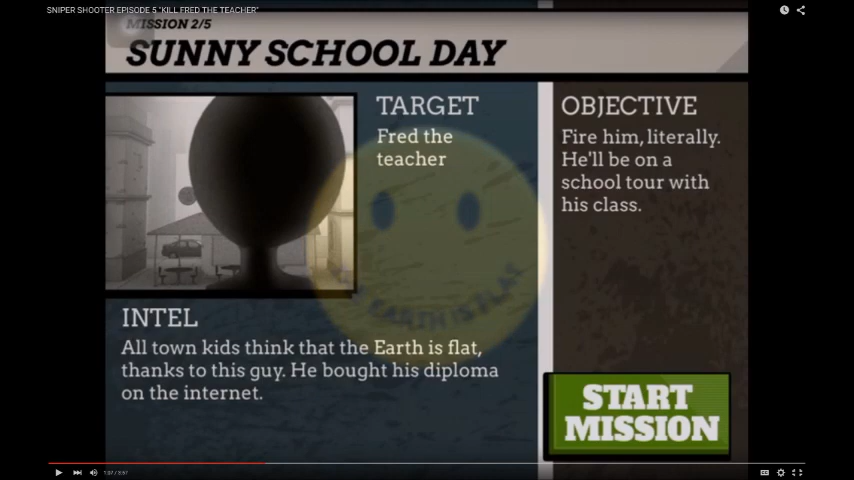 SNIPER SHOOTER EPISODE 5 "KILL FRED THE TEACHER"
MISSION 2/5
SUNNY SCHOOL DAY
TARGET
Fred the
teacher
OBJECTIVE
Fire him, literally.
He'll be on a
school tour with
his class.
EARTH IS FLAT
INTEL
All town kids think that the Earth is flat,
thanks to this guy. He bought his diploma
on the internet.
START
MISSION